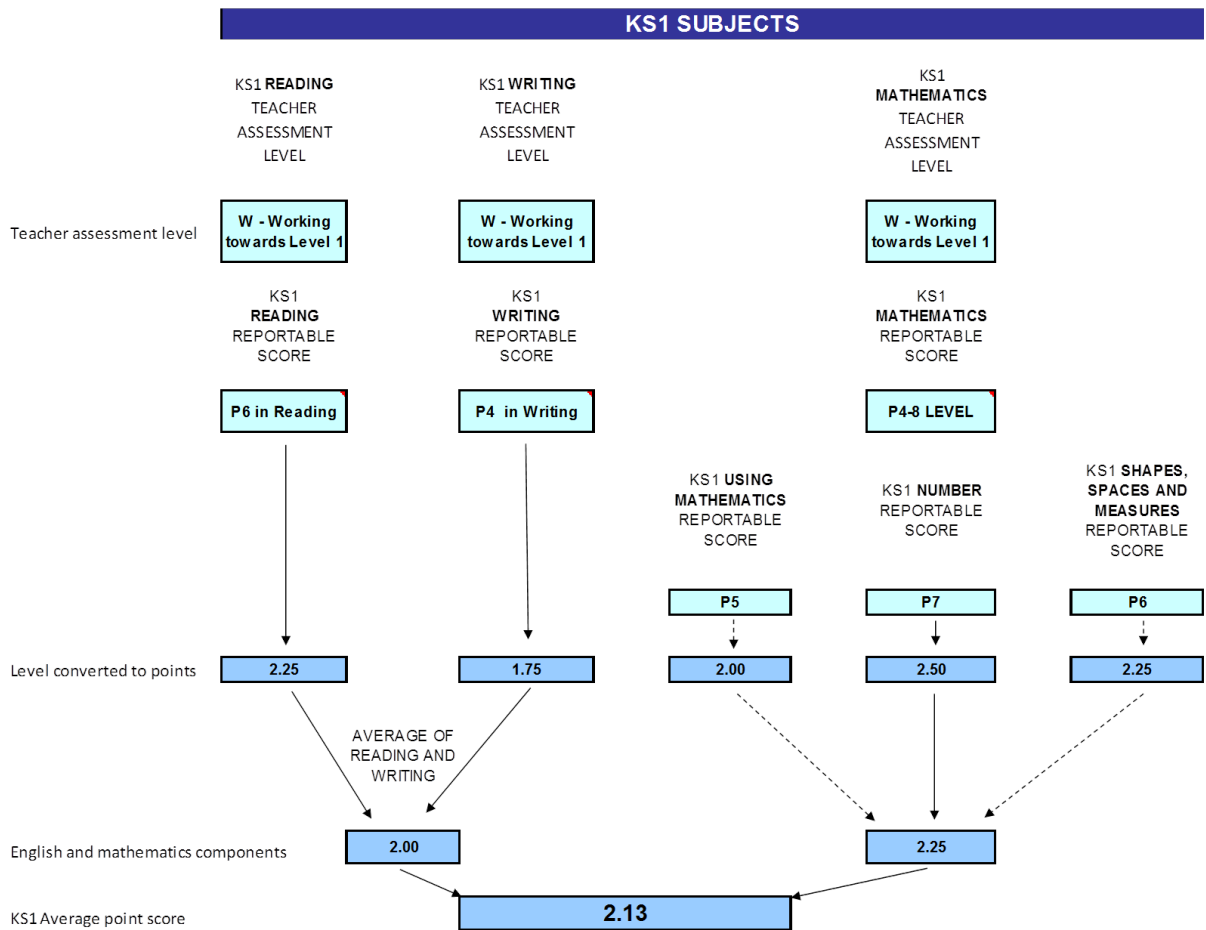 KS1 SUBJECTS
KS1 READING
TEACHER
ASSESSMENT
LEVEL
KS1 WRITING
TEACHER
ASSESSMENT
LEVEL
KS1
MATHEMATICS
TEACHER
ASSESSMENT
LEVEL
Teacher assessment level
W - Working
towards Level 1
W - Working
towards Level 1
W - Working
towards Level 1
KS1
READING
REPORTABLE
SCORE
KS1
WRITING
REPORTABLE
SCORE
KS1
MATHEMATICS
REPORTABLE
SCORE
P6 in Reading
P4 in Writing
P4-8 LEVEL
KS1 USING
MATHEMATICS
REPORTABLE
SCORE
KS1 NUMBER
REPORTABLE
SCORE
KS1 SHAPES,
SPACES AND
MEASURES
REPORTABLE
SCORE
P5
P7
P6
Level converted to points
2.25
1.75
2.00
2.50
2.25
AVERAGE OF
READING AND
WRITING
English and mathematics components
2.00
2.25
KS1 Average point score
2.13